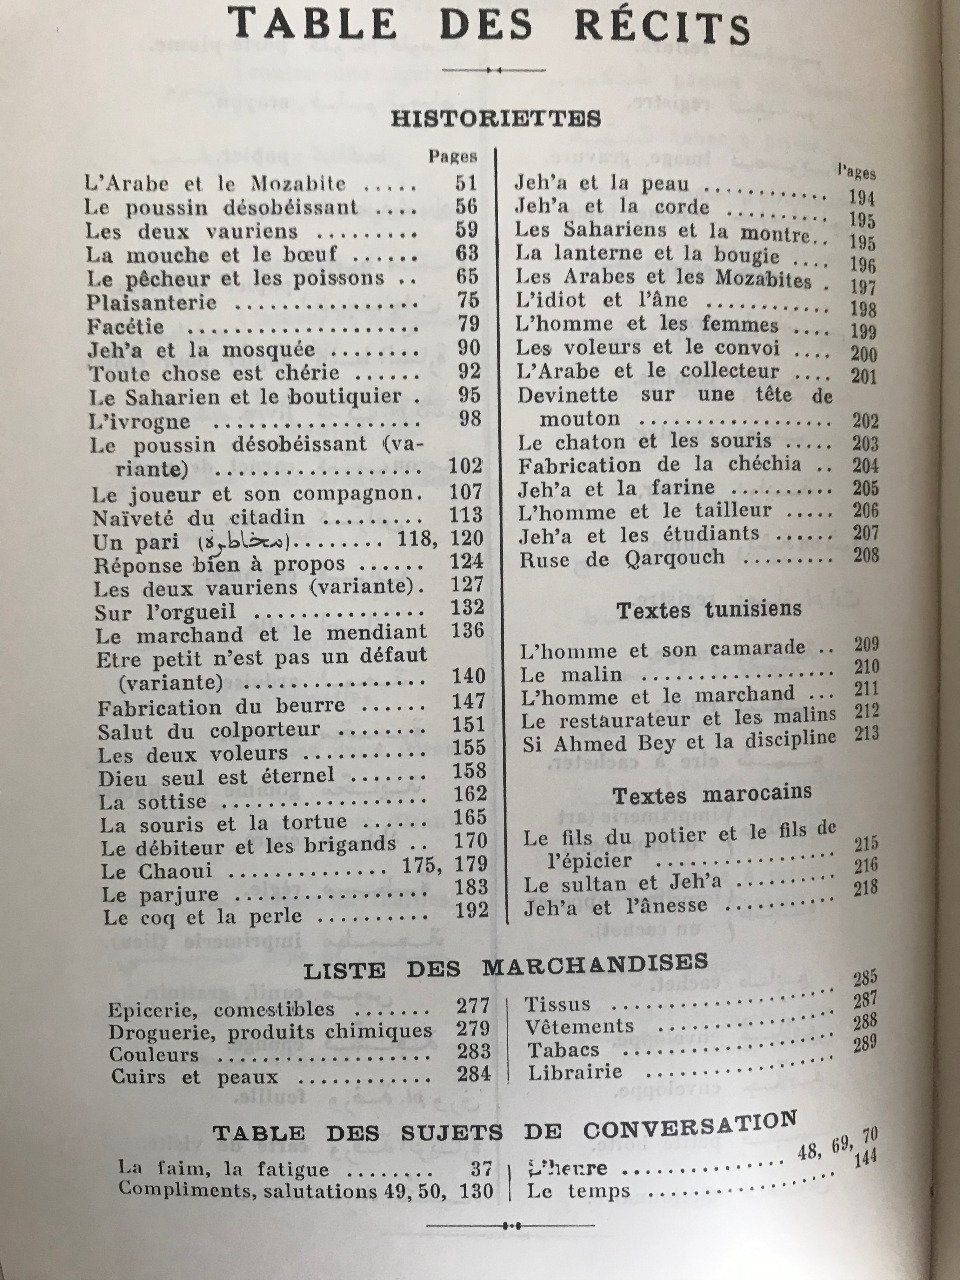 TABLE DES RÉCITS
HISTORIETTES
Pages
L'Arabe et le Mozabite ..... 51
Le poussin désobéissant .... 56
Les deux vauriens ......... 59
La mouche et le bœuf ...... 63
Le pêcheur et les poissons .. 65
Plaisanterie ................ 75
Facétie .................... 79
Jeh'a et la mosquée ........ 90
Toute chose est chérie ...... 92
Le Saharien et le boutiquier . 95
L'ivrogne .................. 98
Le poussin désobéissant (va-
riante) .................. 102
Le joueur et son compagnon. 107
Naïveté du citadin ......... 113
Un pari (مخاطرة)........ 118, 120
Réponse bien à propos ...... 124
Les deux vauriens (variante). 127
Sur l'orgueil ............... 132
Le marchand et le mendiant 136
Etre petit n'est pas un défaut
(variante) ................ 140
Fabrication du beurre ...... 147
Salut du colporteur ........ 151
Les deux voleurs ........... 155
Dieu seul est éternel ........ 158
La sottise .................. 162
La souris et la tortue ...... 165
Le débiteur et les brigands .. 170
Le Chaoui .............. 175, 179
Le parjure ................. 183
Le coq et la perle .......... 192
Pages
Jeh'a et la peau ............ 194
Jeh'a et la corde .......... 195
Les Sahariens et la montre.. 195
La lanterne et la bougie .... 196
Les Arabes et les Mozabites . 197
L'idiot et l'âne ............ 198
L'homme et les femmes .... 199
Les voleurs et le convoi .... 200
L'Arabe et le collecteur .... 201
Devinette sur une tête de
mouton .................. 202
Le chaton et les souris ..... 203
Fabrication de la chéchia .. 204
Jeh'a et la farine .......... 205
L'homme et le tailleur ..... 206
Jeh'a et les étudiants ...... 207
Ruse de Qarqouch ......... 208
Textes tunisiens
L'homme et son camarade .. 209
Le malin .................. 210
L'homme et le marchand ... 211
Le restaurateur et les malins 212
Si Ahmed Bey et la discipline 213
Textes marocains
Le fils du potier et le fils de
l'épicier ................ 215
Le sultan et Jeh'a .......... 216
Jeh'a et l'ânesse ........... 218
LISTE DES MARCHANDISES
Epicerie, comestibles ....... 277
Droguerie, produits chimiques 279
Couleurs .................... 283
Cuirs et peaux ............ 284
Tissus ..................... 285
Vêtements ................. 287
Tabacs .................... 288
Librairie .................. 289
TABLE DES SUJETS DE CONVERSATION
La faim, la fatigue ........ 37
Compliments, salutations 49, 50, 130
L'heure ............... 48, 69, 70
Le temps .................. 144